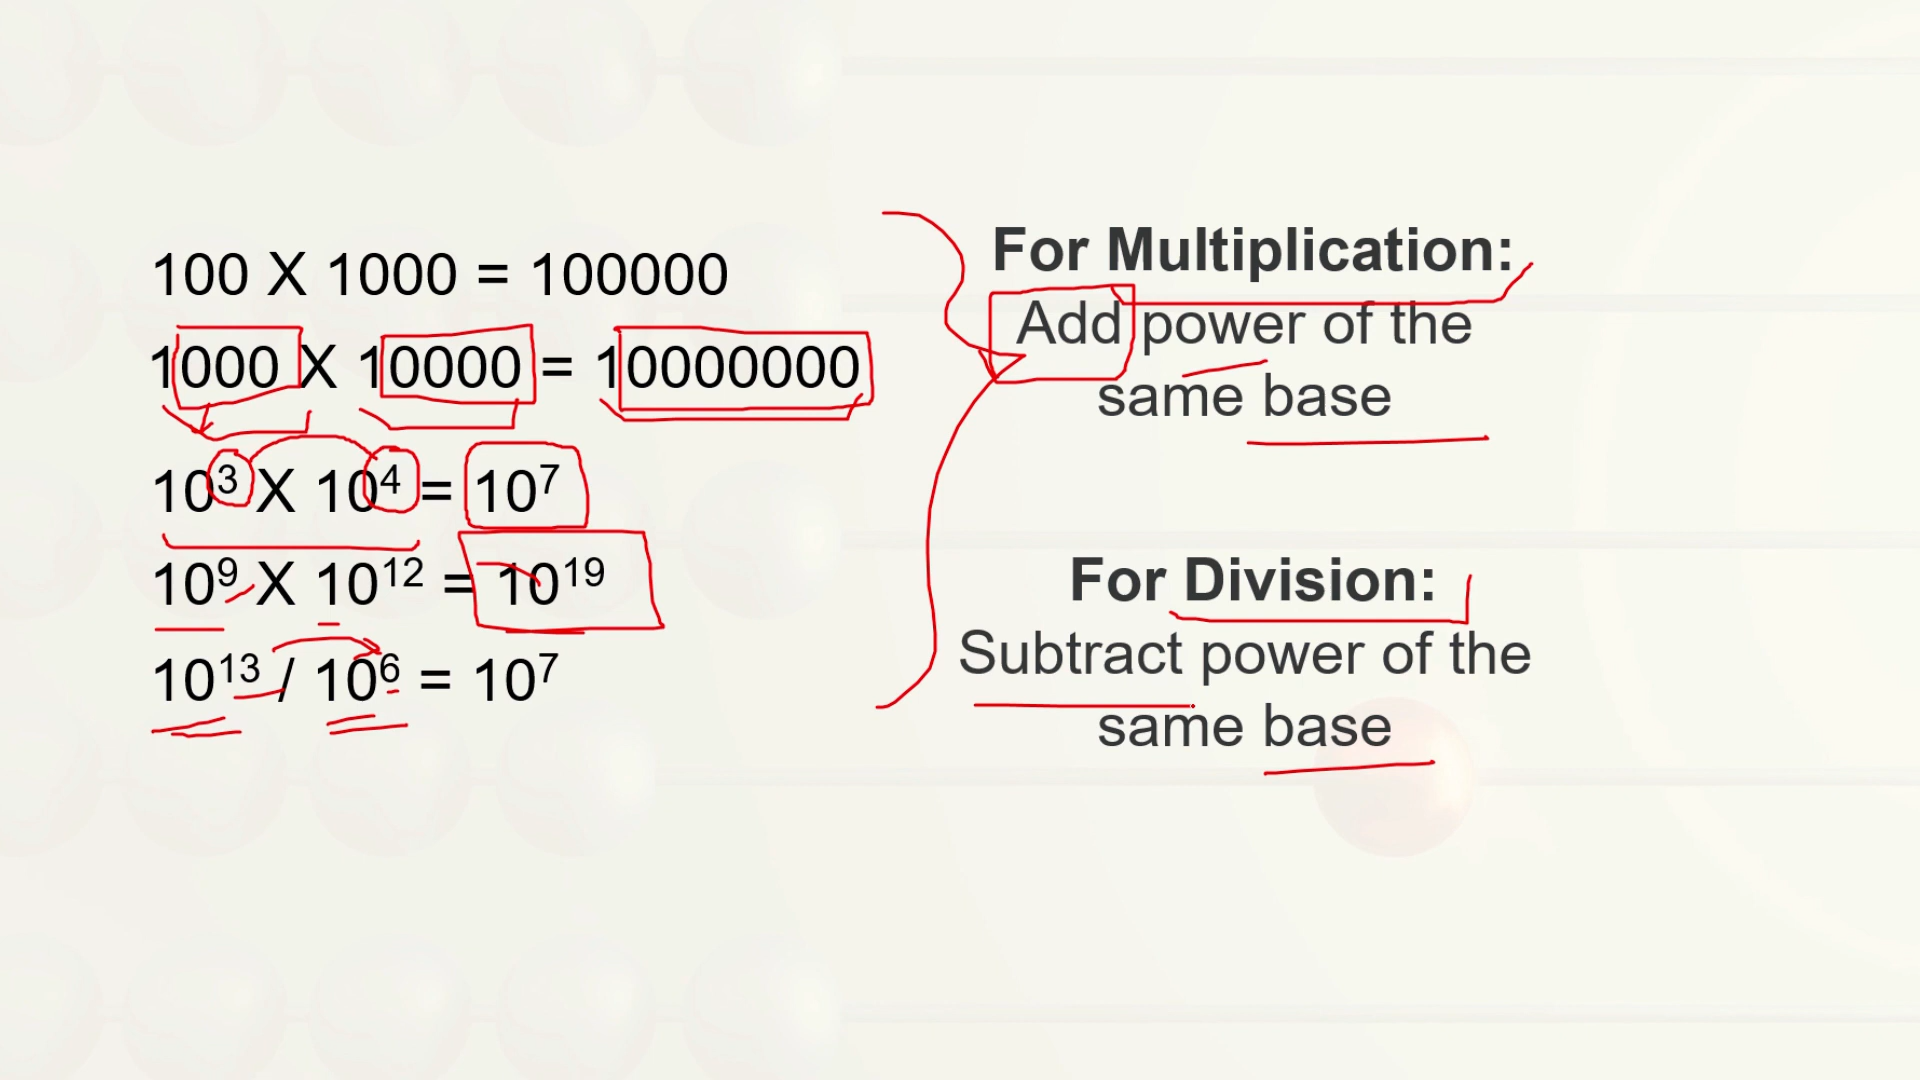 100 X 1000 = 100000
1000 X 10000 = 10000000
10³ X 10⁴ = 10⁷
10⁹ X 10¹² = 10¹⁹
10¹³ / 10⁶ = 10⁷
For Multiplication:
Add power of the
same base
For Division:
Subtract power of the
same base